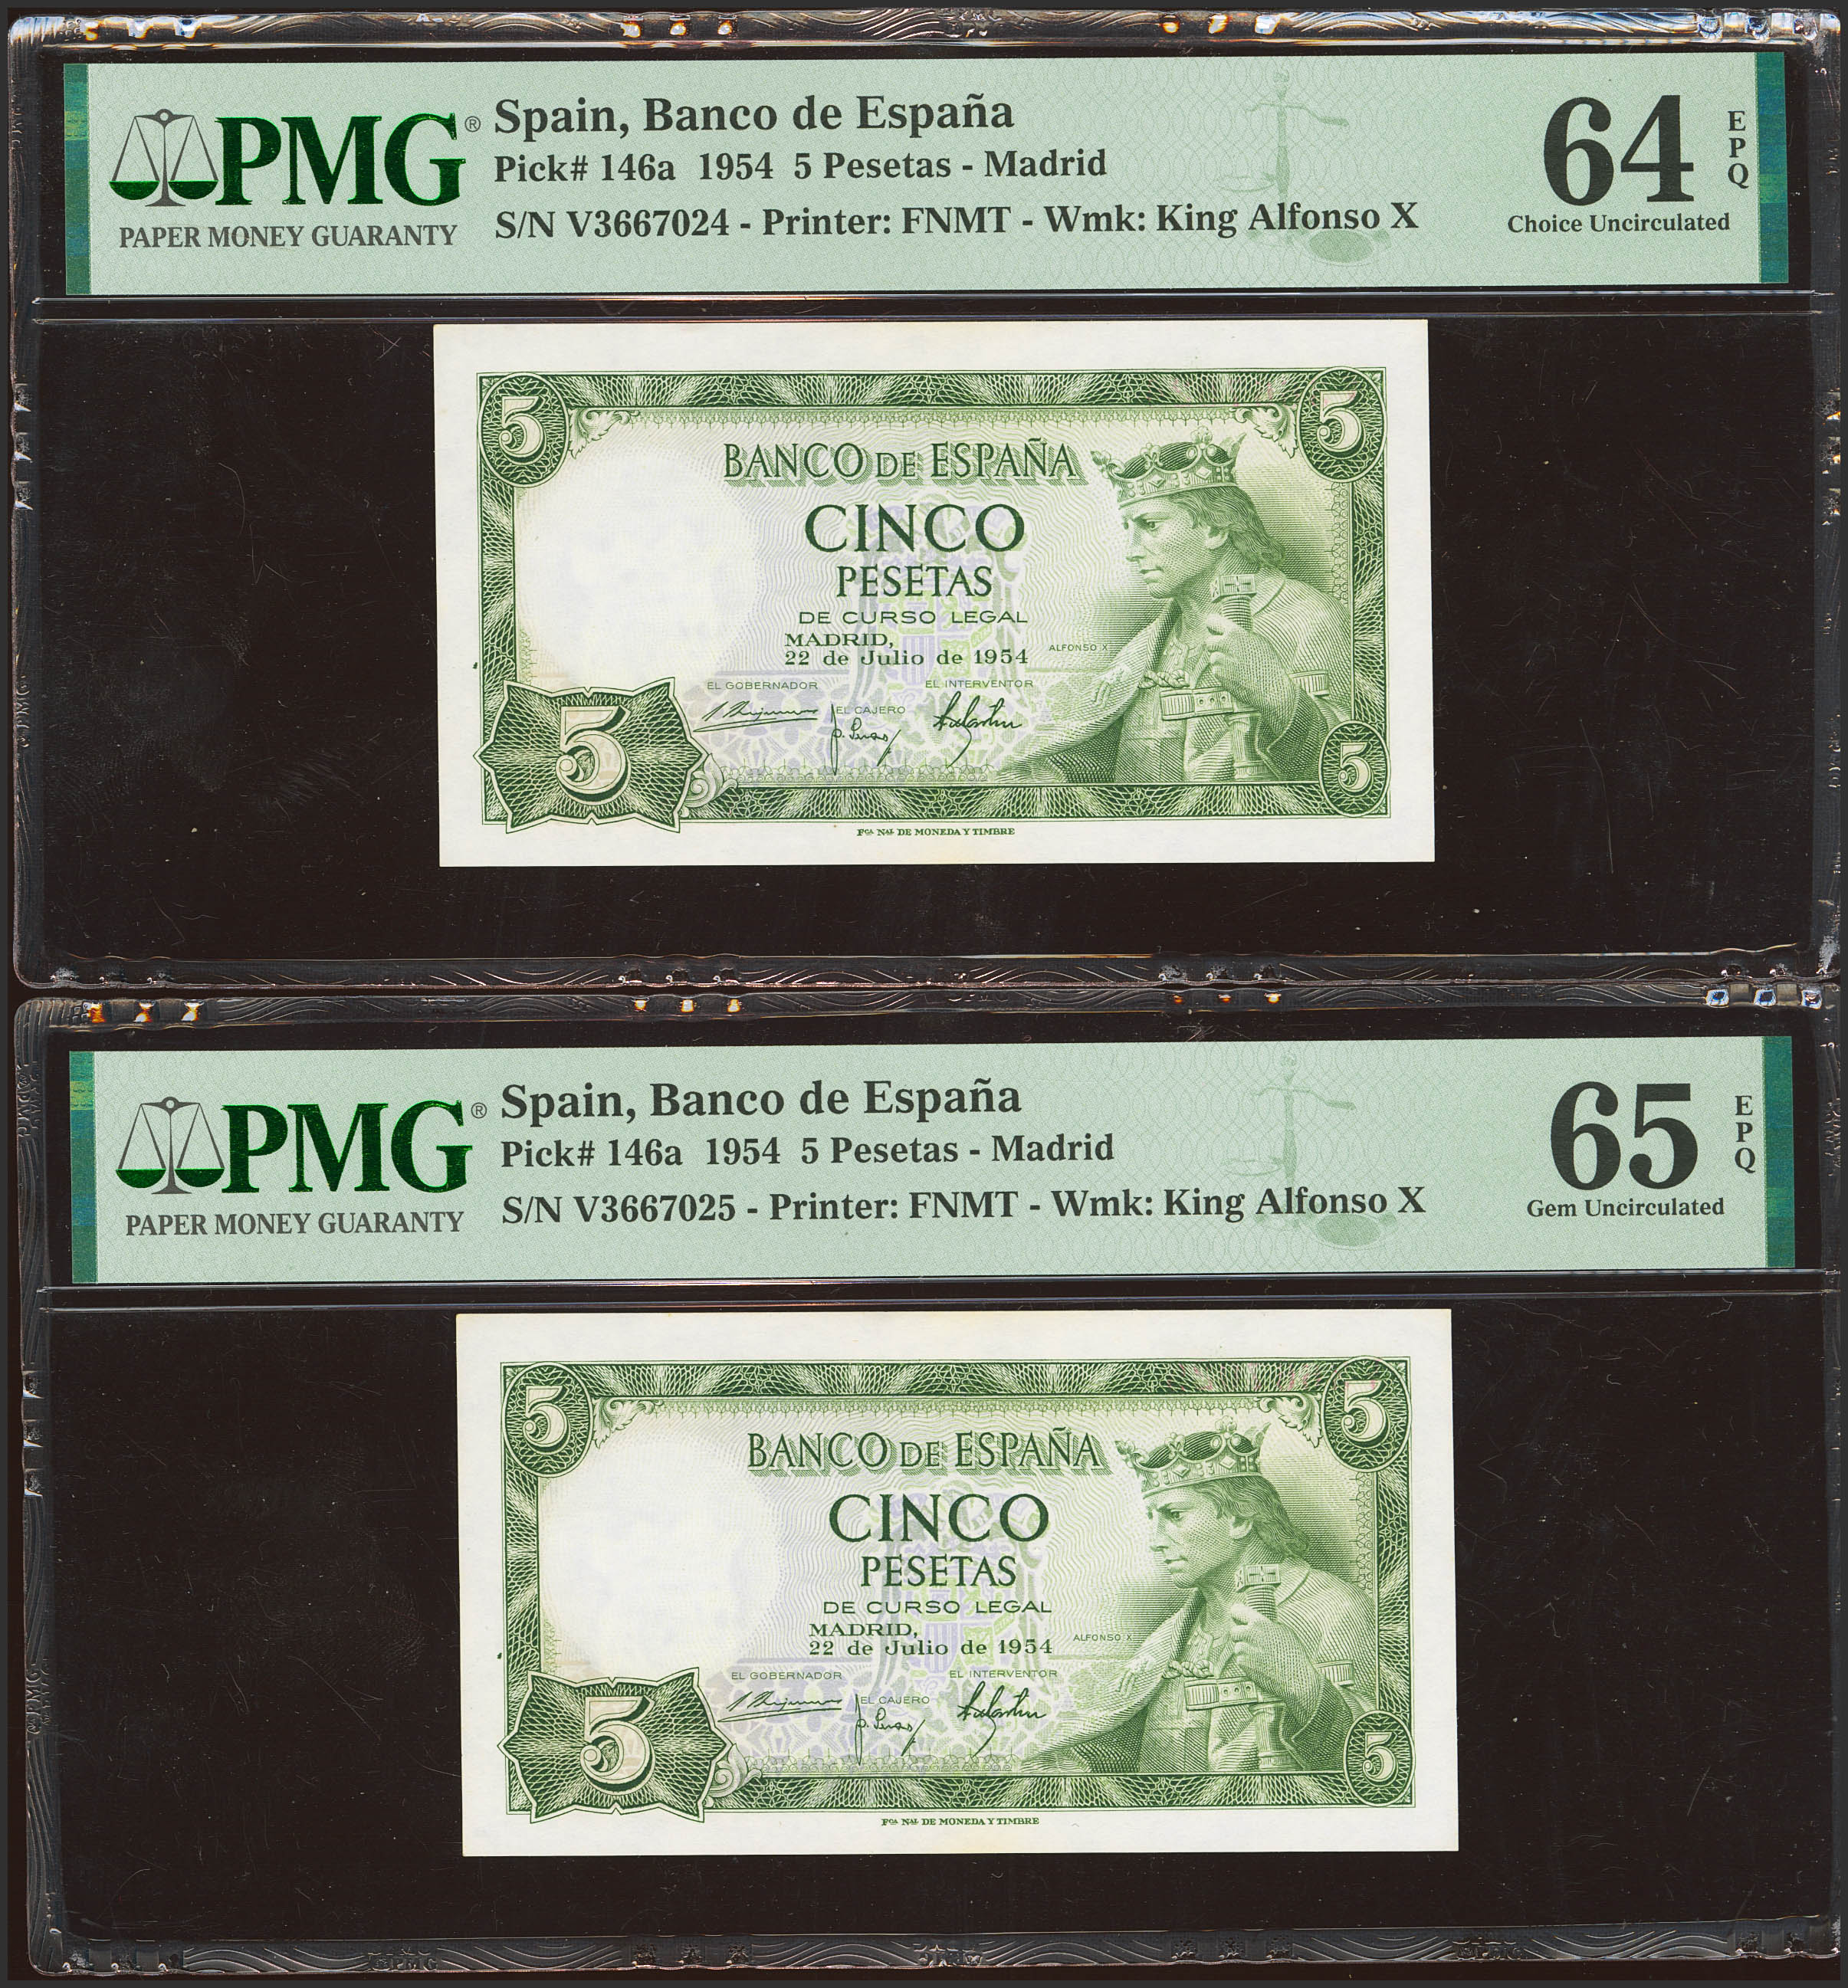 PMG®
PAPER MONEY GUARANTY
Spain, Banco de España
Pick# 146a 1954 5 Pesetas - Madrid
S/N V3667024 - Printer: FNMT - Wmk: King Alfonso X
64
EPQ
Choice Uncirculated
5
5
BANCO DE ESPAÑA
CINCO
PESETAS
DE CURSO LEGAL
MADRID,
22 de Julio de 1954
ALFONSO X
EL GOBERNADOR
EL INTERVENTOR
EL CAJERO
5
5
Fca Nal DE MONEDA Y TIMBRE
PMG®
PAPER MONEY GUARANTY
Spain, Banco de España
Pick# 146a 1954 5 Pesetas - Madrid
S/N V3667025 - Printer: FNMT - Wmk: King Alfonso X
65
EPQ
Gem Uncirculated
5
5
BANCO DE ESPAÑA
CINCO
PESETAS
DE CURSO LEGAL
MADRID,
22 de Julio de 1954
ALFONSO X
EL GOBERNADOR
EL INTERVENTOR
EL CAJERO
5
5
Fca Nal DE MONEDA Y TIMBRE